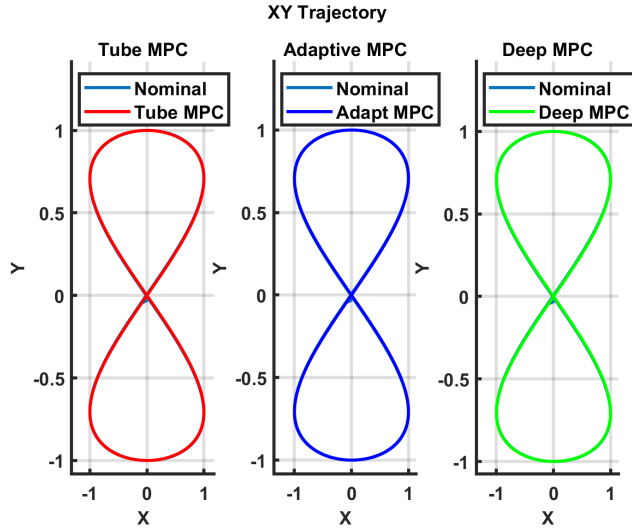 XY Trajectory
Tube MPC
Nominal
Tube MPC
1
0.5
0
-0.5
-1
Y
-1 0 1
X
Adaptive MPC
Nominal
Adapt MPC
1
0.5
0
-0.5
-1
Y
-1 0 1
X
Deep MPC
Nominal
Deep MPC
1
0.5
0
-0.5
-1
Y
-1 0 1
X